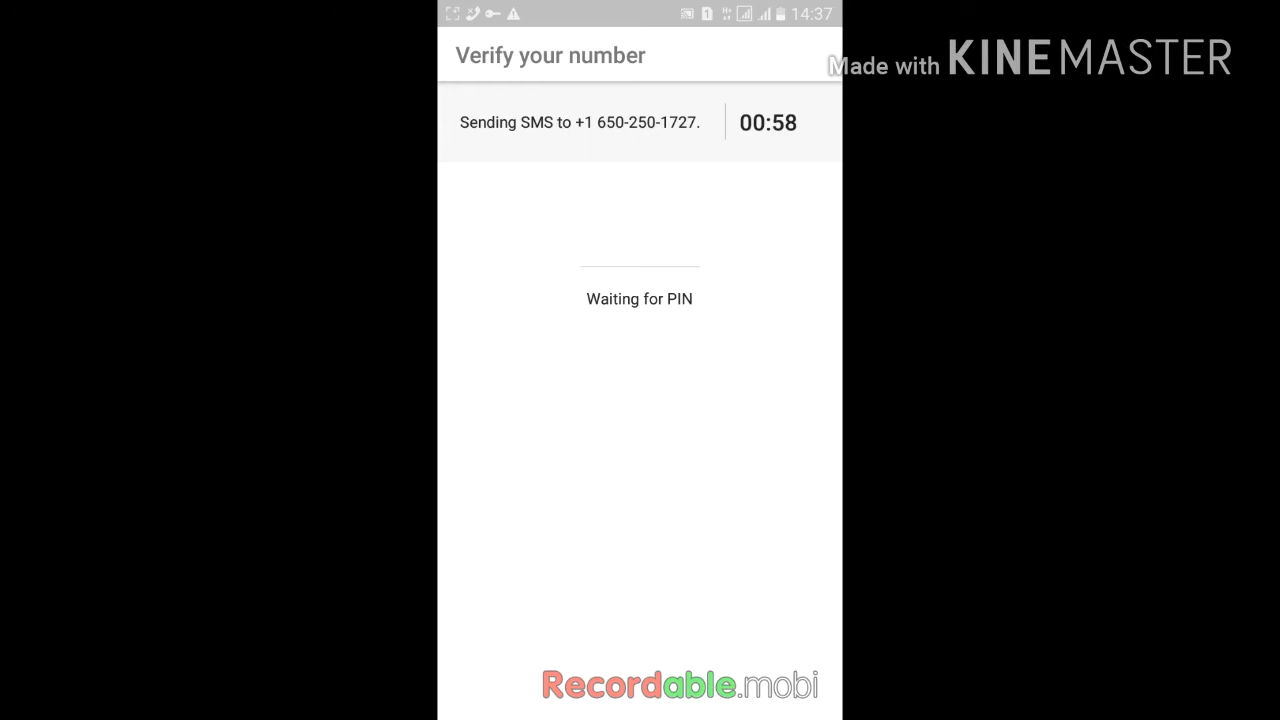 14:37
Verify your number
Made with KINEMASTER
Sending SMS to +1 650-250-1727.
00:58
Waiting for PIN
Recordable.mobi